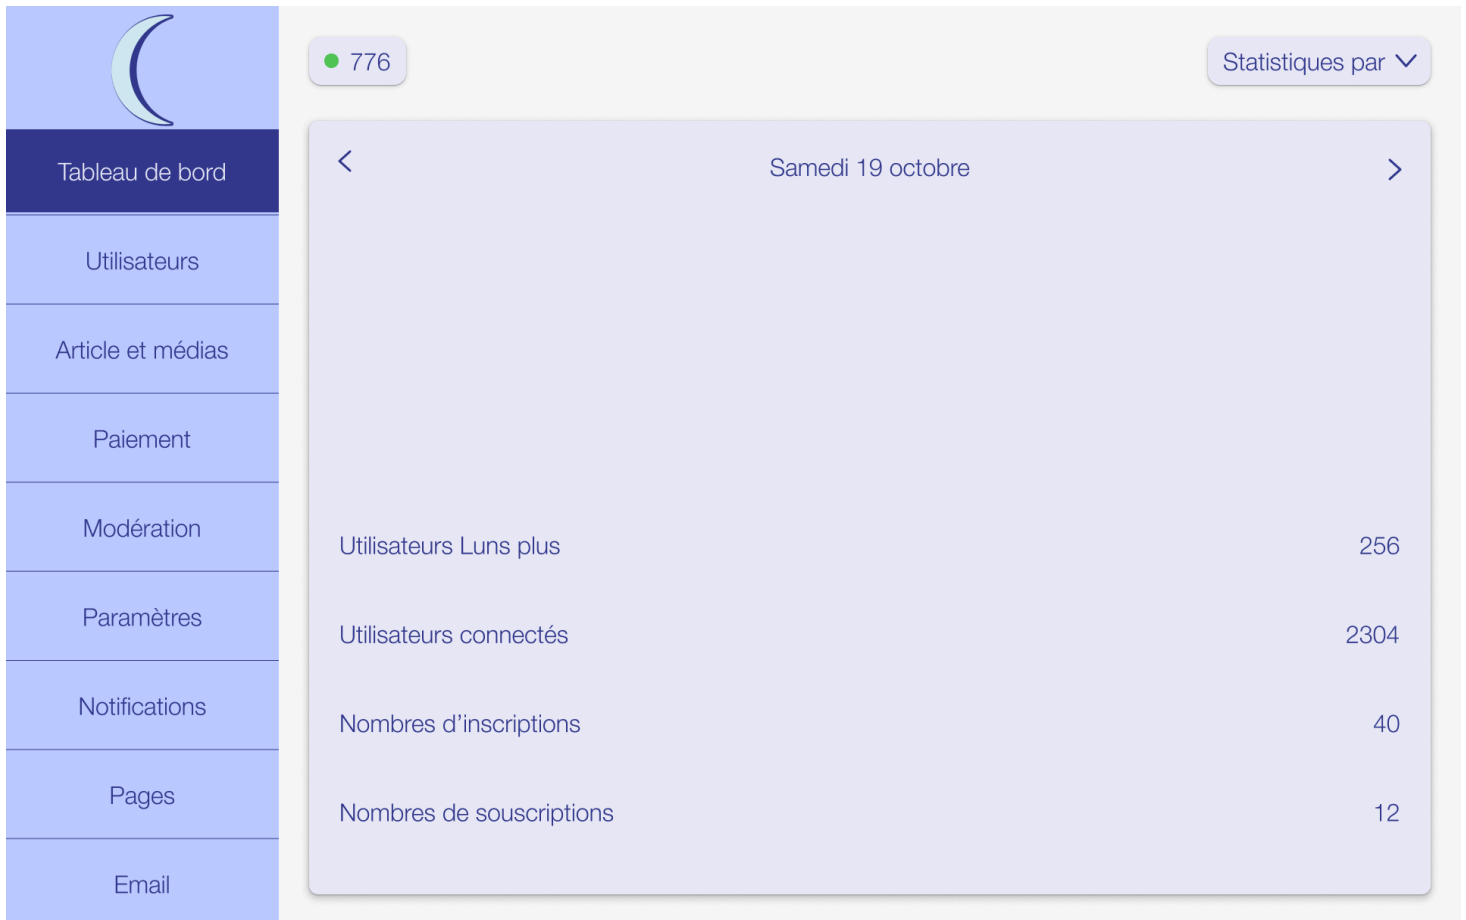 776
Statistiques par
Tableau de bord
Utilisateurs
Article et médias
Paiement
Modération
Paramètres
Notifications
Pages
Email
Samedi 19 octobre
Utilisateurs Luns plus 256
Utilisateurs connectés 2304
Nombres d’inscriptions 40
Nombres de souscriptions 12